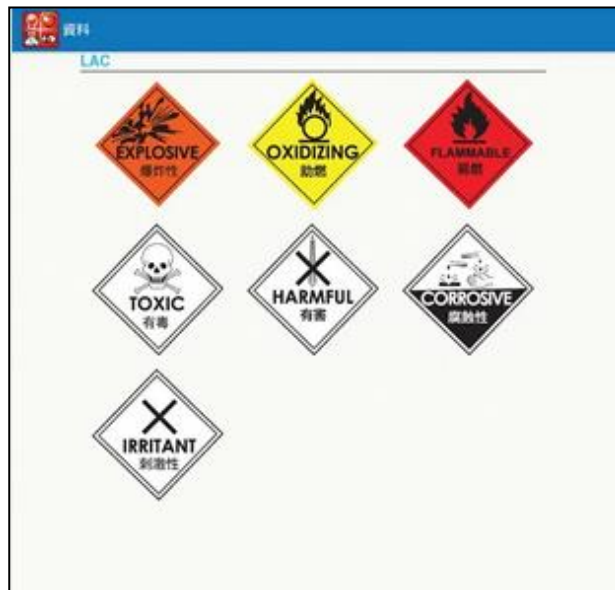 資料
LAC
EXPLOSIVE
爆炸性
OXIDIZING
助燃
FLAMMABLE
易燃
TOXIC
有毒
HARMFUL
有害
CORROSIVE
腐蝕性
IRRITANT
刺激性